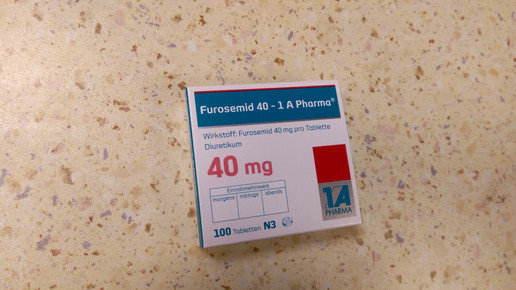 Furosemid 40 - 1 A Pharma®
Wirkstoff: Furosemid 40 mg pro Tablette
Diuretikum
40 mg
Einnahmehinweis
morgens mittags abends
1A
PHARMA
100 Tabletten N3